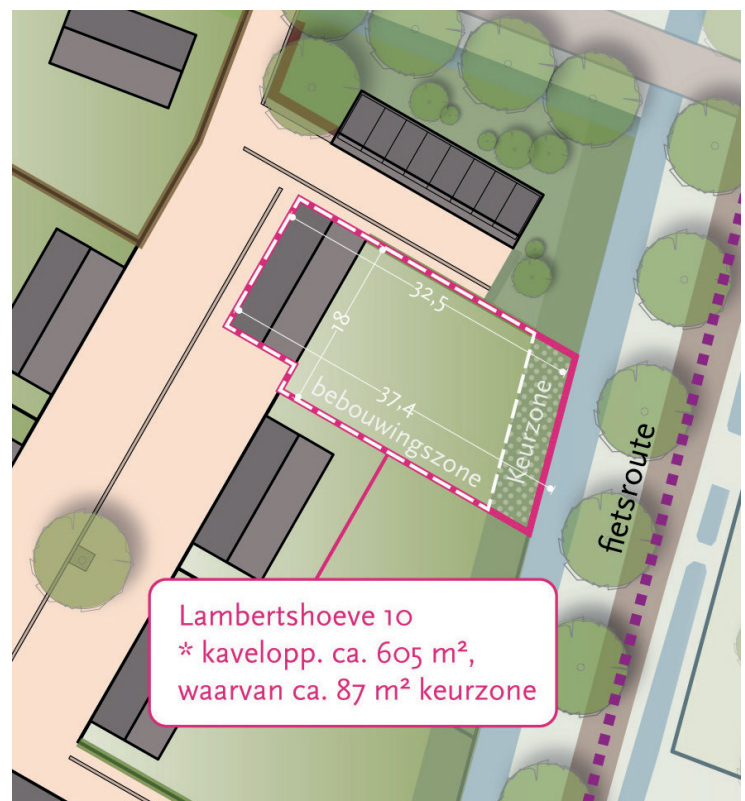 32,5
18
37,4
bebouwingszone
Keurzone
fietsroute
Lambertshoeve 10
* kavelopp. ca. 605 m²,
waarvan ca. 87 m² keurzone